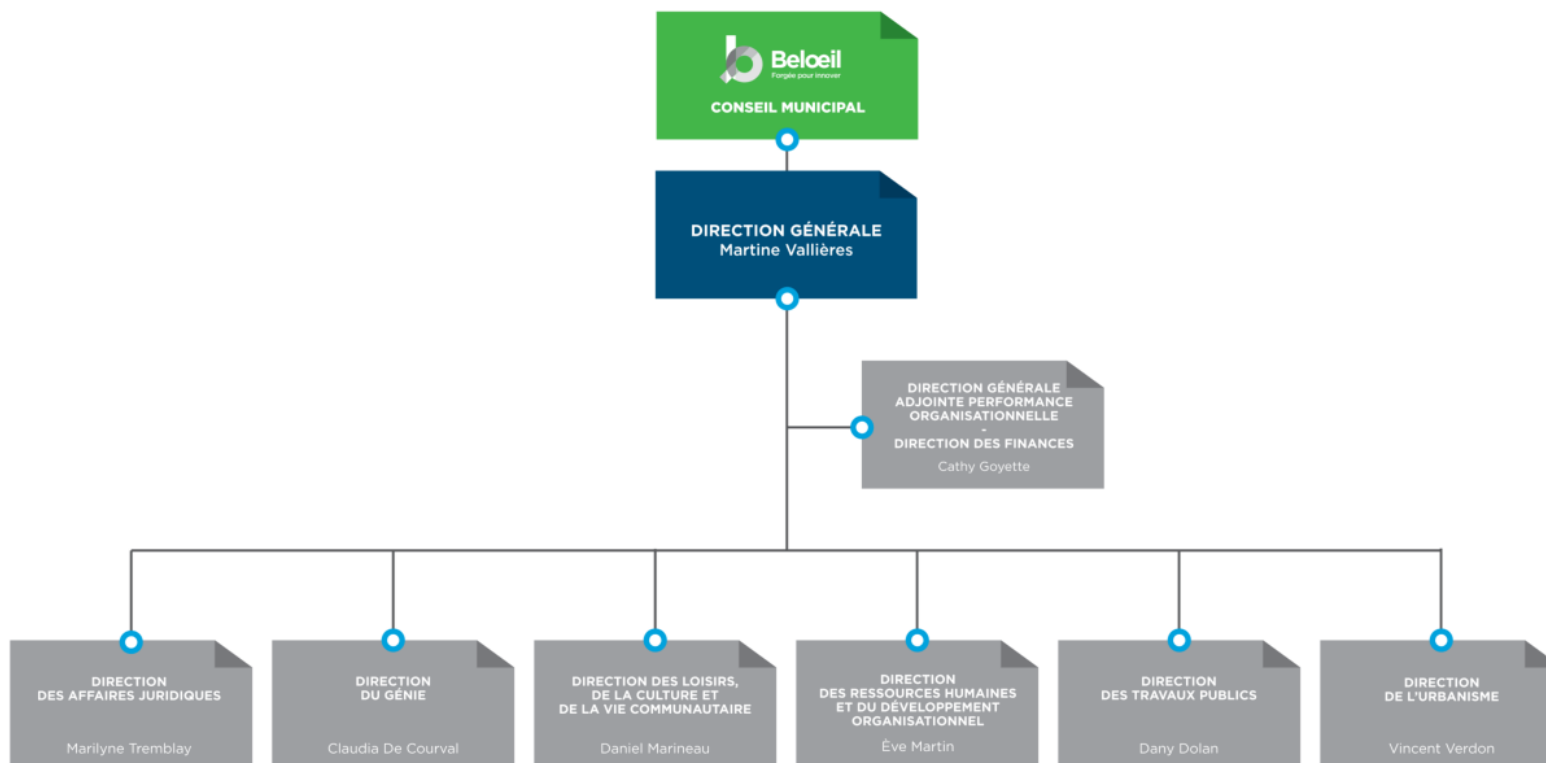 Belœil
Forgée pour innover
CONSEIL MUNICIPAL
DIRECTION GÉNÉRALE
Martine Vallières
DIRECTION GÉNÉRALE
ADJOINTE PERFORMANCE
ORGANISATIONNELLE
-
DIRECTION DES FINANCES
Cathy Goyette
DIRECTION
DES AFFAIRES JURIDIQUES
Marilyne Tremblay
DIRECTION
DU GÉNIE
Claudia De Courval
DIRECTION DES LOISIRS,
DE LA CULTURE ET
DE LA VIE COMMUNAUTAIRE
Daniel Marineau
DIRECTION
DES RESSOURCES HUMAINES
ET DU DÉVELOPPEMENT
ORGANISATIONNEL
Ève Martin
DIRECTION
DES TRAVAUX PUBLICS
Dany Dolan
DIRECTION
DE L'URBANISME
Vincent Verdon